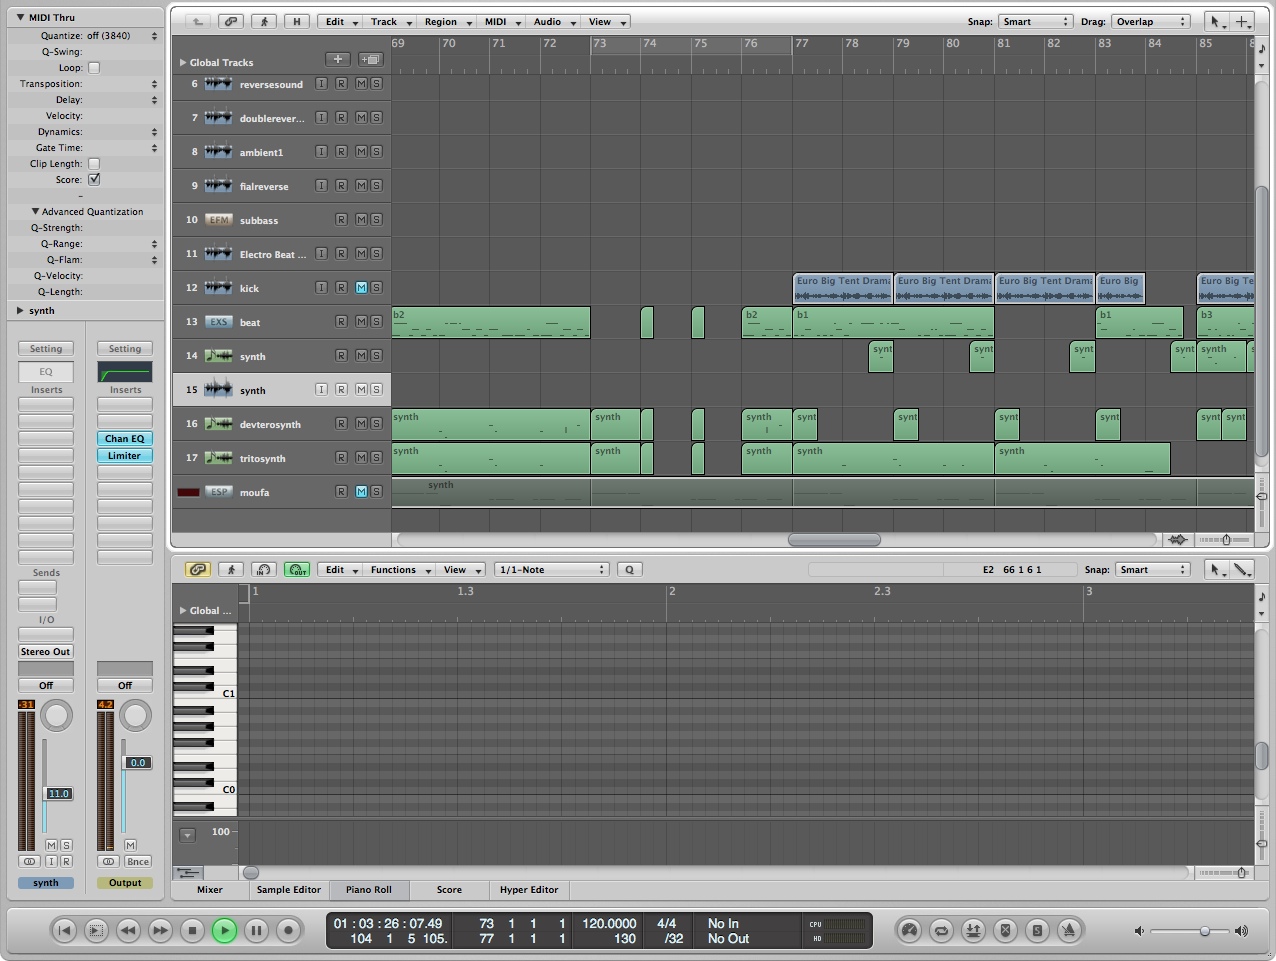 MIDI Thru
Quantize: off (3840)
Q-Swing:
Loop:
Transposition:
Delay:
Velocity:
Dynamics:
Gate Time:
Clip Length:
Score:
-
Advanced Quantization
Q-Strength:
Q-Range:
Q-Flam:
Q-Velocity:
Q-Length:
synth
Setting Setting
EQ
Inserts Inserts
Chan EQ
Limiter
Sends
I/O
Stereo Out
Off Off
-31 4.2
0.0
11.0
M S M
I R Bnce
synth Output
H Edit Track Region MIDI Audio View Snap: Smart Drag: Overlap
69 70 71 72 73 74 75 76 77 78 79 80 81 82 83 84 85 8
Global Tracks
6 reversesound I R M S
7 doublerever... I R M S
8 ambient1 I R M S
9 fialreverse I R M S
10 EFM subbass R M S
11 Electro Beat ... I R M S
12 kick I R M S Euro Big Tent Drama Euro Big Tent Drama Euro Big Tent Drama Euro Big Euro Big Te
13 EXS beat R M S b2 b2 b1 b1 b3
14 synth R M S synt synt synt synt synth
15 synth I R M S
16 devterosynth R M S synth synth synth synt synt synt synt synt synt
17 tritosynth R M S synth synth synth synth synth
ESP moufa R M S synth
IN OUT Edit Functions View 1/1-Note Q E2 66 1 6 1 Snap: Smart
1 1.3 2 2.3 3
Global ...
C1
C0
100
Mixer Sample Editor Piano Roll Score Hyper Editor
01 : 03 : 26 : 07.49 73 1 1 1 120.0000 4/4 No In CPU
104 1 5 105. 77 1 1 1 130 /32 No Out HD
S